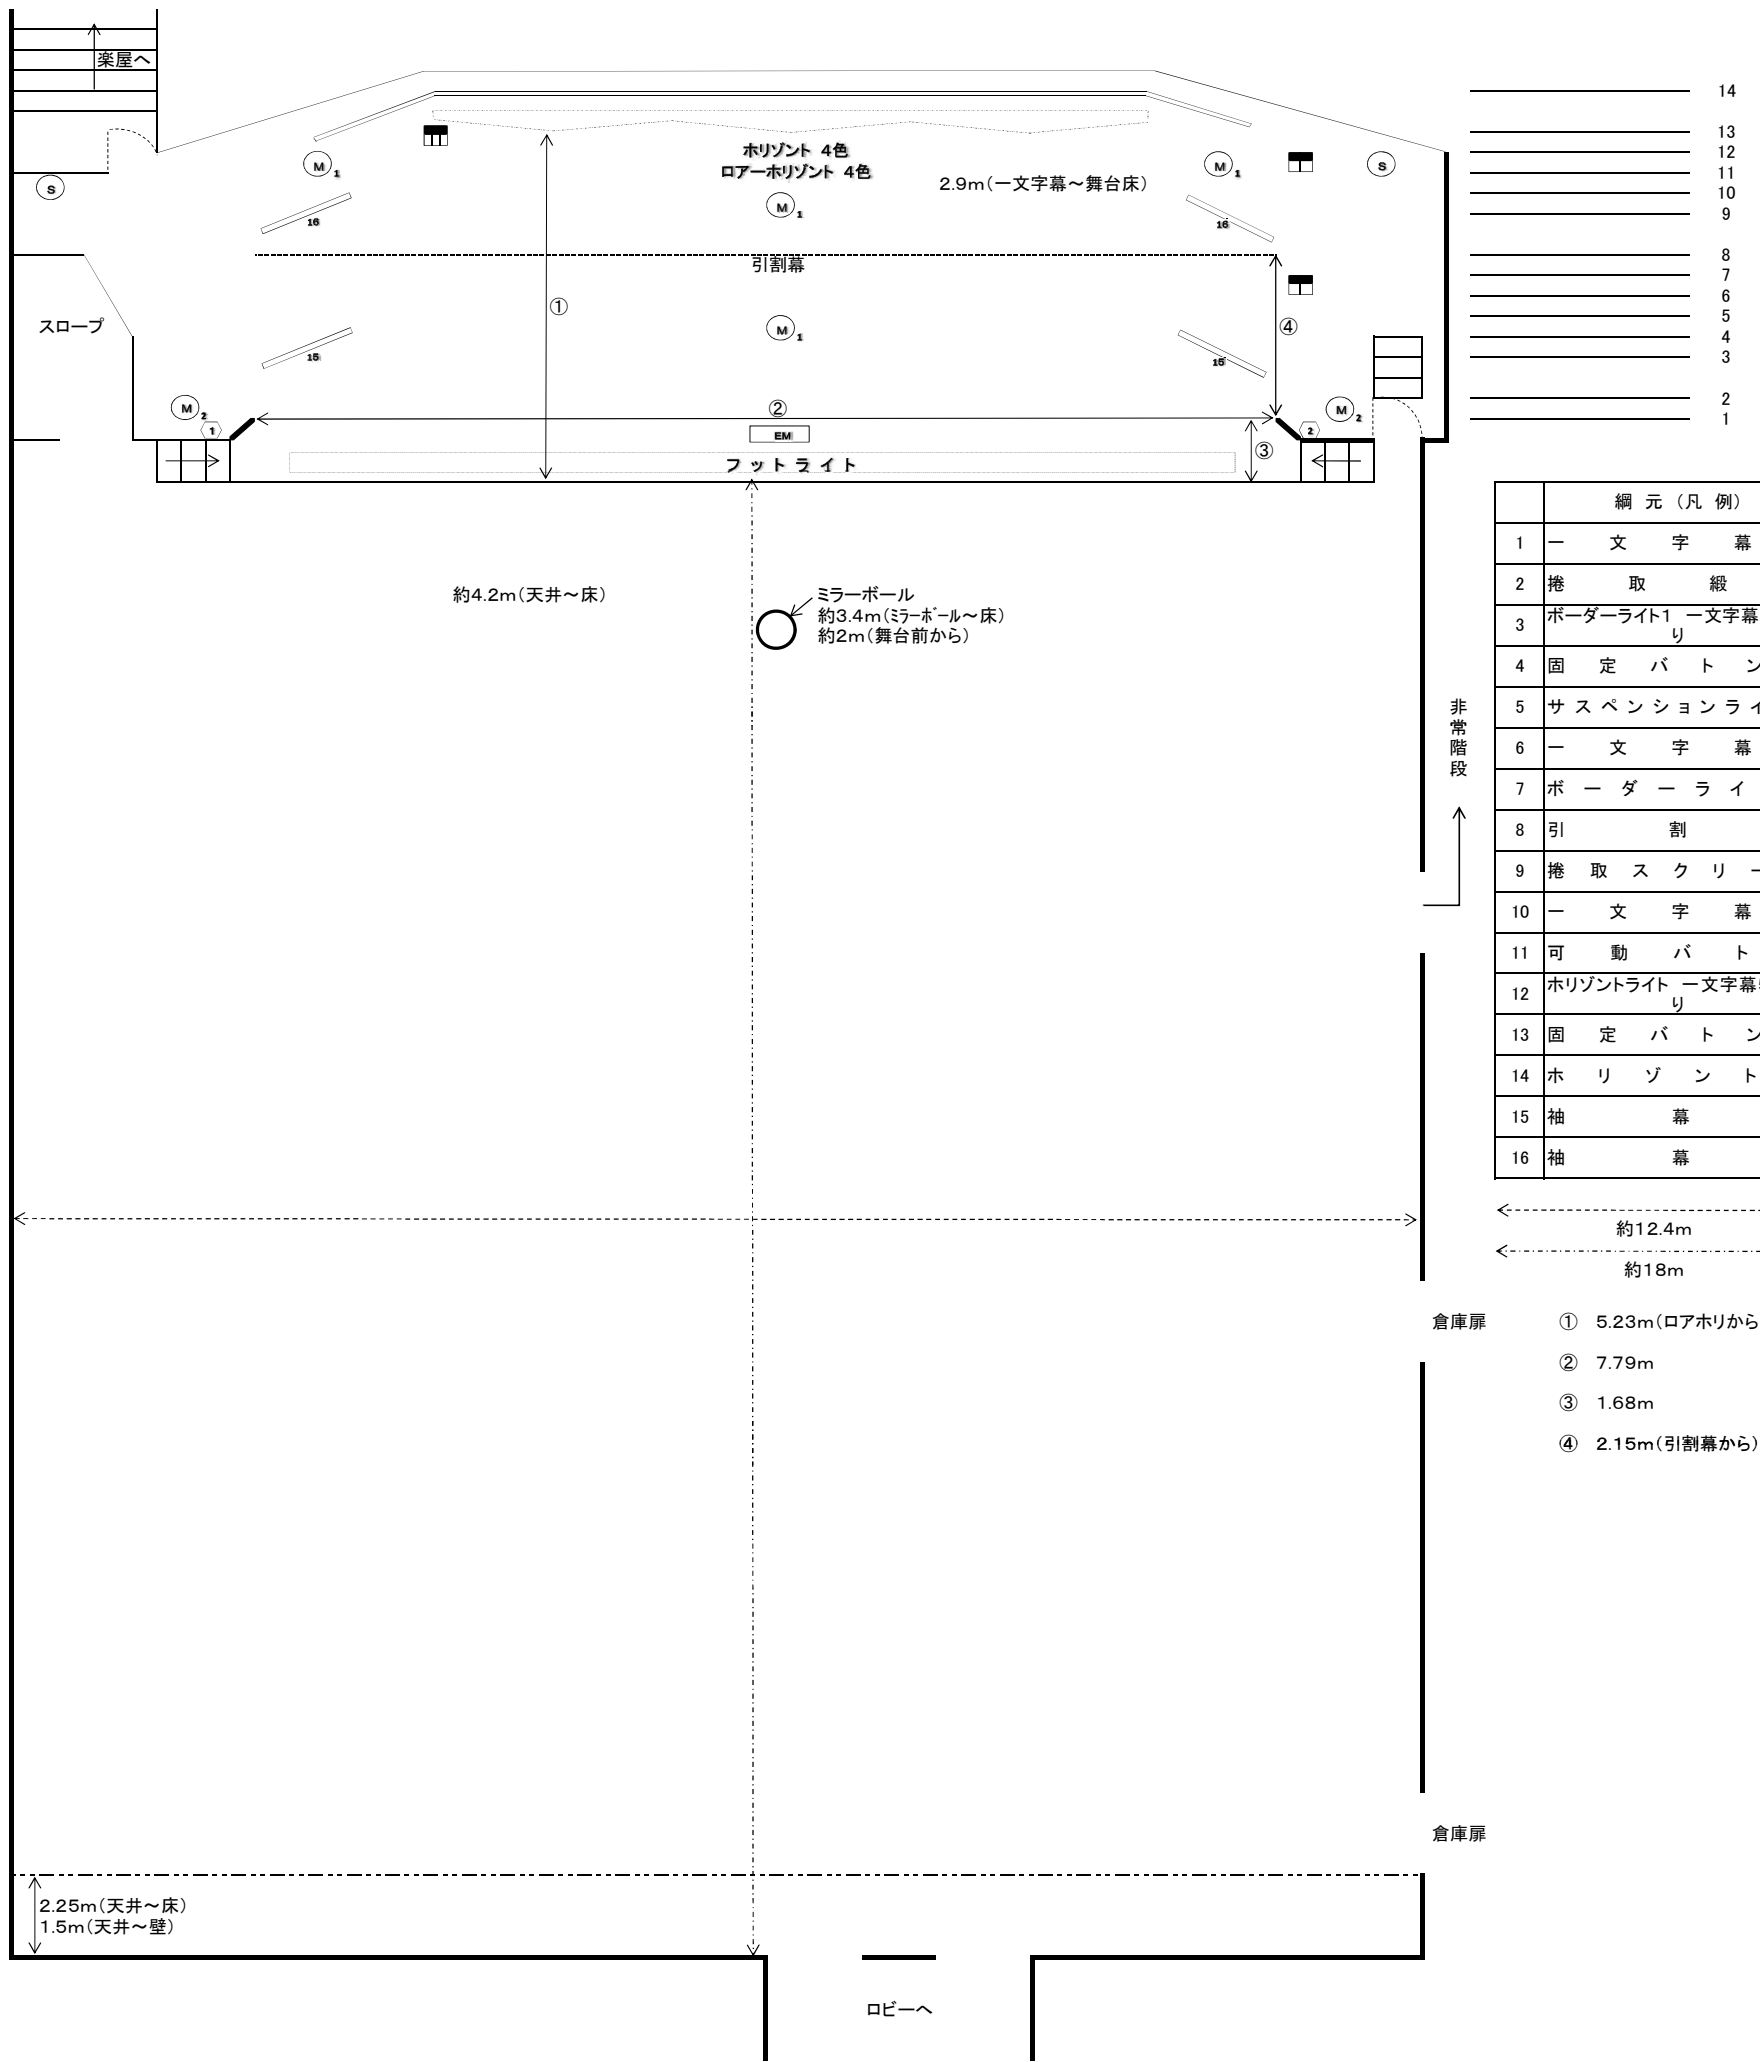 楽屋へ
14
13
12
11
10
9
8
7
6
5
4
3
2
1
ホリゾント 4色
ロアーホリゾント 4色
2.9m(一文字幕~舞台床)
M1
M1
M1
S
S
16
16
引割幕
スロープ
①
④
M1
15
15
M2
M2
②
1
2
EM
③
フットライト
約4.2m(天井~床)
ミラーボール
約3.4m(ミラーボール~床)
約2m(舞台前から)
非常階段
綱 元 (凡 例)
1 一 文 字 幕
2 捲 取 緞
3 ボーダーライト1 一文字幕
り
4 固 定 バ ト ン
5 サ ス ペ ン シ ョ ン ラ イ
6 一 文 字 幕
7 ボ ー ダ ー ラ イ
8 引 割
9 捲 取 ス ク リ ー
10 一 文 字 幕
11 可 動 バ ト
12 ホリゾントライト 一文字幕
り
13 固 定 バ ト ン
14 ホ リ ゾ ン ト
15 袖 幕
16 袖 幕
約12.4m
約18m
① 5.23m(ロアホリから
② 7.79m
③ 1.68m
④ 2.15m(引割幕から)
倉庫扉
倉庫扉
2.25m(天井~床)
1.5m(天井~壁)
ロビーへ